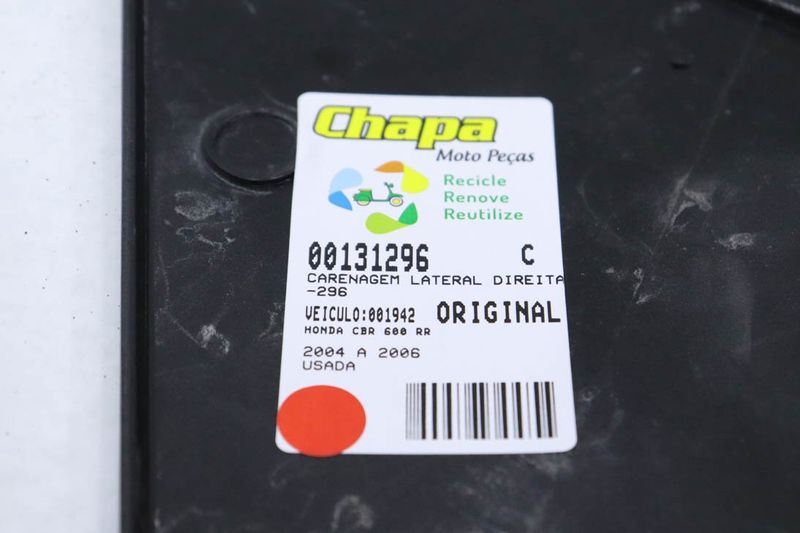 Chapa
Moto Peças
Recicle
Renove
Reutilize
00131296 C
CARENAGEM LATERAL DIREITA
-296
VEICULO:001942 ORIGINAL
HONDA CBR 600 RR
2004 A 2006
USADA